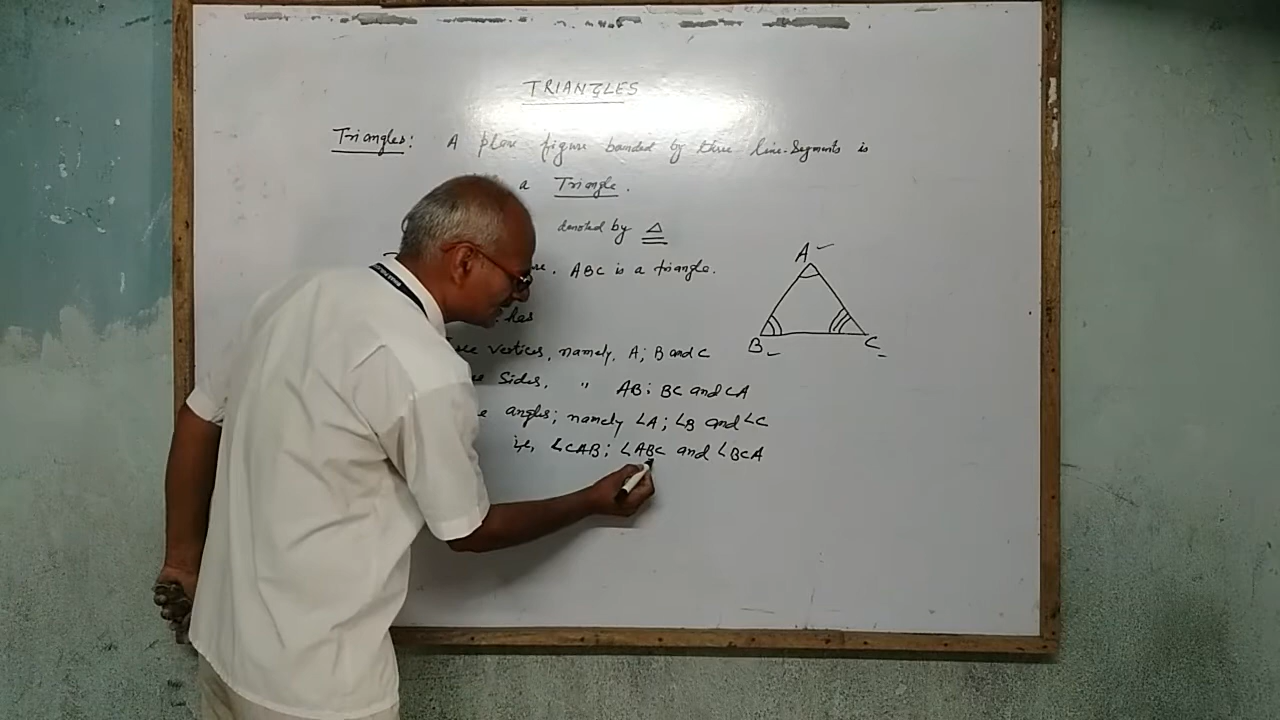 TRIANGLES
Triangles: A plane figure bounded by three line-Segments is
a Triangle.
denoted by △
ABC is a triangle.
has
vertices, namely, A; B and C
Sides, " AB; BC and CA
angles; namely ∠A; ∠B and ∠C
i.e, ∠CAB; ∠ABC and ∠BCA
A
B
C